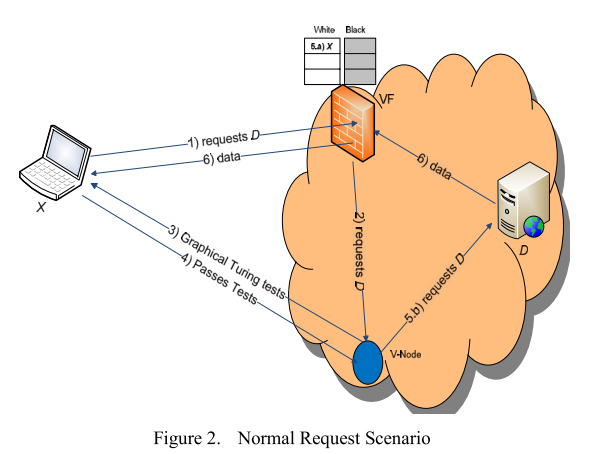 White Black
5.a) X
VF
1) requests D
6) data
6) data
X
2) requests D
3) Graphical Turing tests
4) Passes Tests
D
5.b) requests D
V-Node
Figure 2. Normal Request Scenario